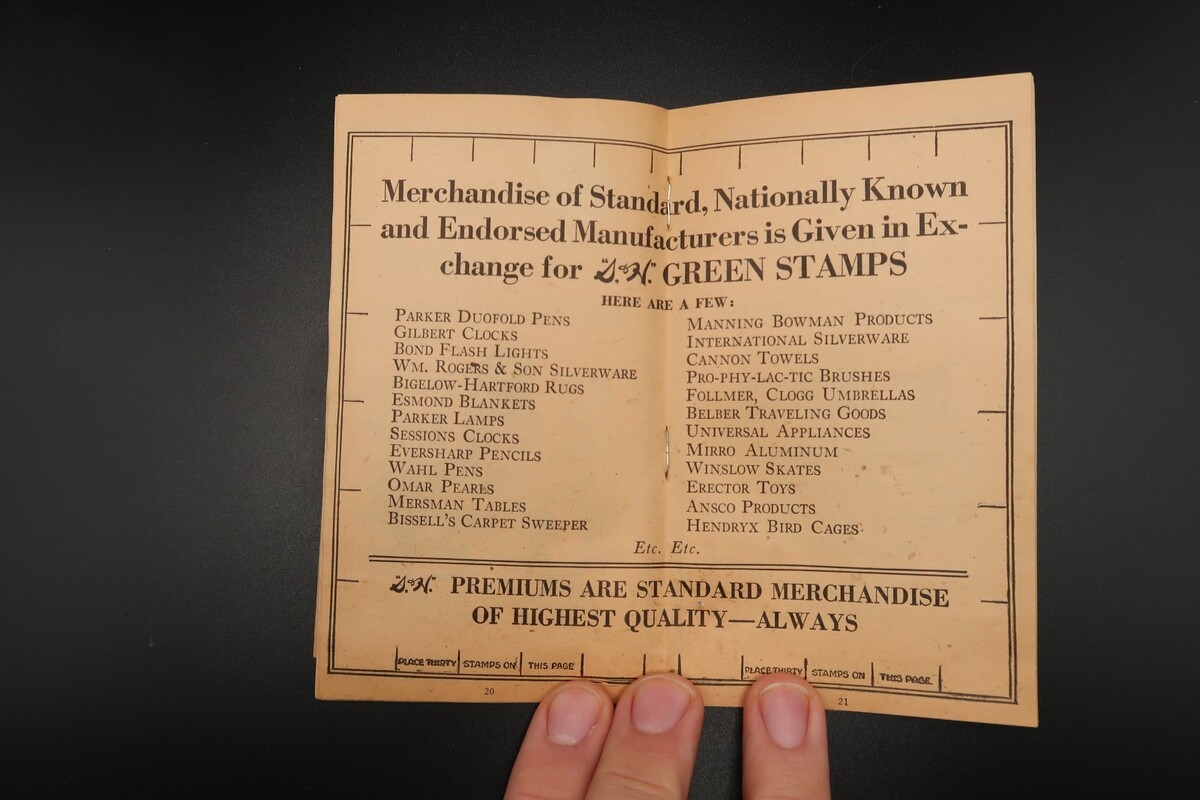 Merchandise of Standard, Nationally Known
and Endorsed Manufacturers is Given in Ex-
change for "S.&H." GREEN STAMPS
HERE ARE A FEW:
PARKER DUOFOLD PENS
GILBERT CLOCKS
BOND FLASH LIGHTS
WM. ROGERS & SON SILVERWARE
BIGELOW-HARTFORD RUGS
ESMOND BLANKETS
PARKER LAMPS
SESSIONS CLOCKS
EVERSHARP PENCILS
WAHL PENS
OMAR PEARLS
MERSMAN TABLES
BISSELL'S CARPET SWEEPER
MANNING BOWMAN PRODUCTS
INTERNATIONAL SILVERWARE
CANNON TOWELS
PRO-PHY-LAC-TIC BRUSHES
FOLLMER, CLOGG UMBRELLAS
BELBER TRAVELING GOODS
UNIVERSAL APPLIANCES
MIRRO ALUMINUM
WINSLOW SKATES
ERECTOR TOYS
ANSCO PRODUCTS
HENDRYX BIRD CAGES
Etc. Etc.
"S.&H." PREMIUMS ARE STANDARD MERCHANDISE
OF HIGHEST QUALITY—ALWAYS
PLACE THIRTY STAMPS ON THIS PAGE
PLACE THIRTY STAMPS ON THIS PAGE
20
21